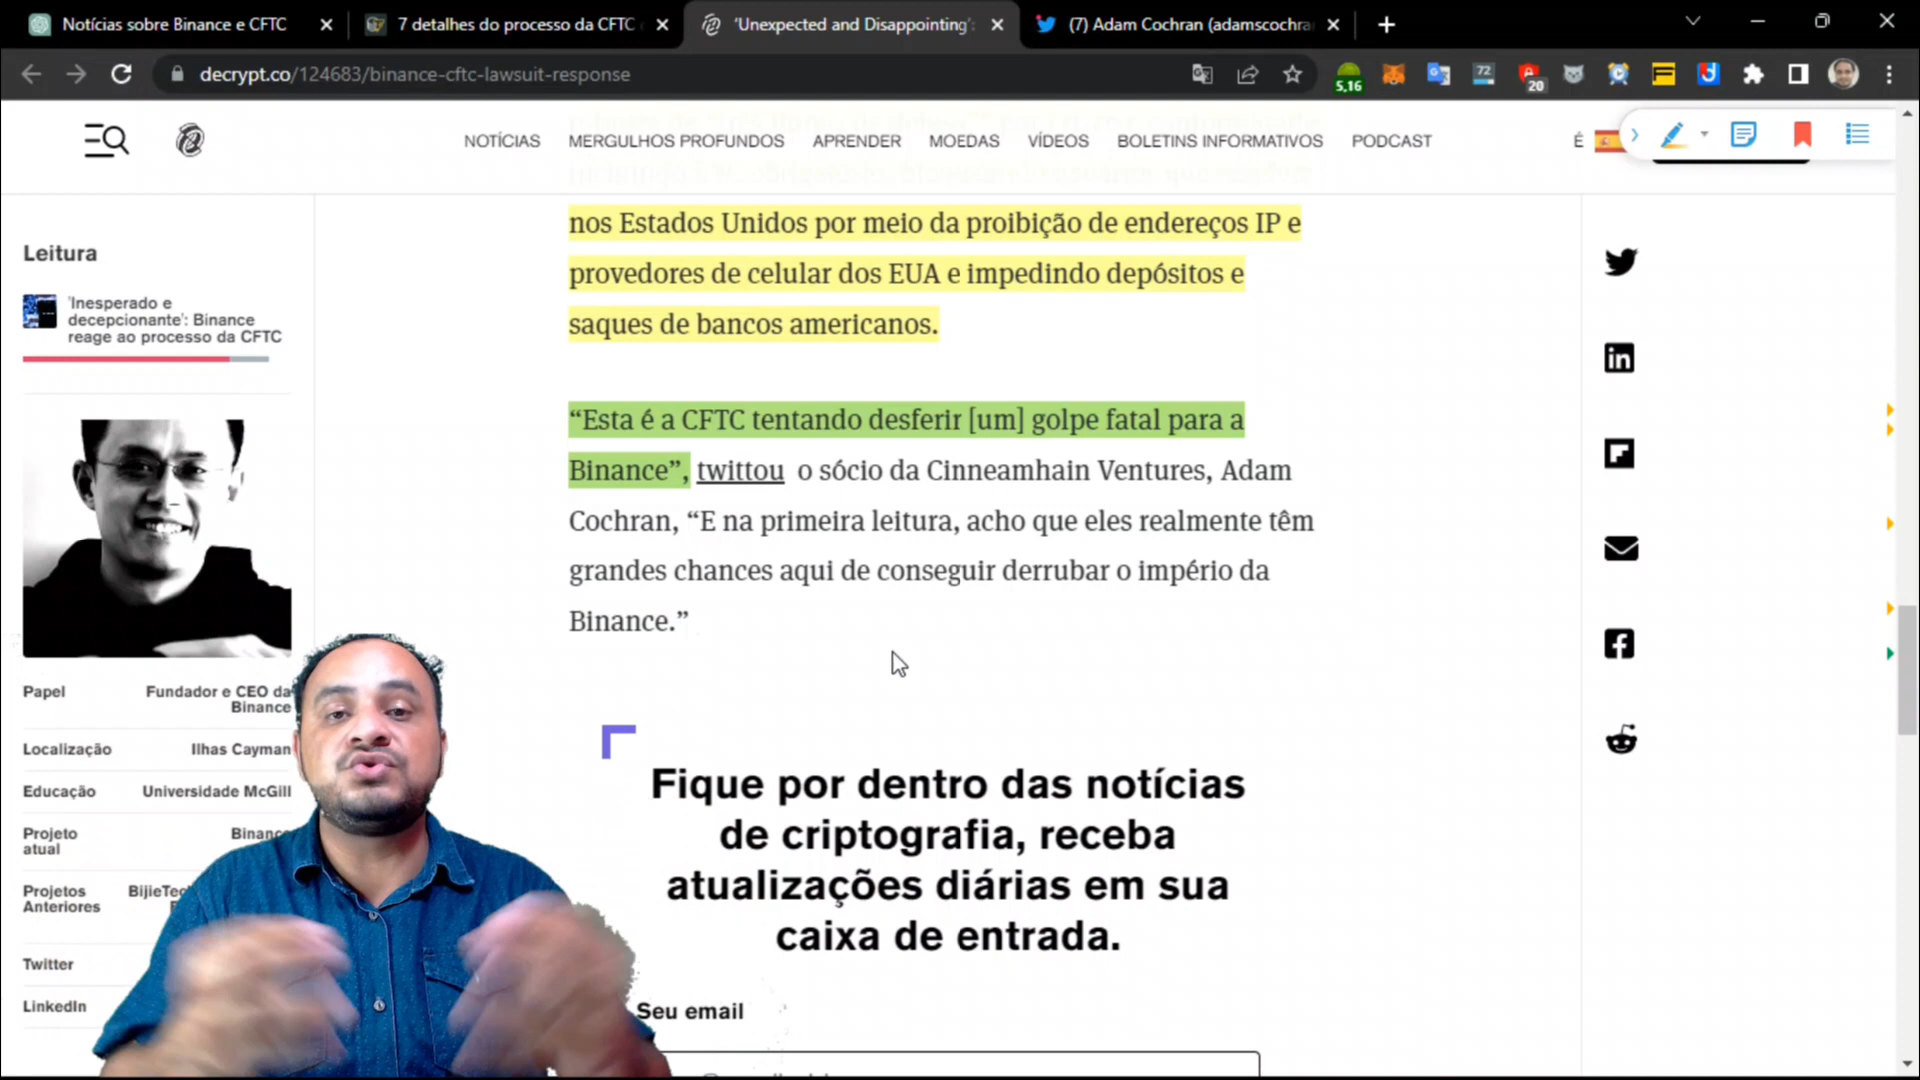 Notícias sobre Binance e CFTC
7 detalhes do processo da CFTC
'Unexpected and Disappointing':
(7) Adam Cochran (adamscochra
decrypt.co/124683/binance-cftc-lawsuit-response
5,16
72
20
NOTÍCIAS
MERGULHOS PROFUNDOS
APRENDER
MOEDAS
VÍDEOS
BOLETINS INFORMATIVOS
PODCAST
É
Leitura
'Inesperado e
decepcionante': Binance
reage ao processo da CFTC
nos Estados Unidos por meio da proibição de endereços IP e
provedores de celular dos EUA e impedindo depósitos e
saques de bancos americanos.
“Esta é a CFTC tentando desferir [um] golpe fatal para a
Binance”, twittou o sócio da Cinneamhain Ventures, Adam
Cochran, “E na primeira leitura, acho que eles realmente têm
grandes chances aqui de conseguir derrubar o império da
Binance.”
Papel
Fundador e CEO da
Binance
Localização
Ilhas Cayman
Educação
Universidade McGill
Projeto
atual
Binance
Projetos
Anteriores
BijieTec
Twitter
LinkedIn
Fique por dentro das notícias
de criptografia, receba
atualizações diárias em sua
caixa de entrada.
Seu email